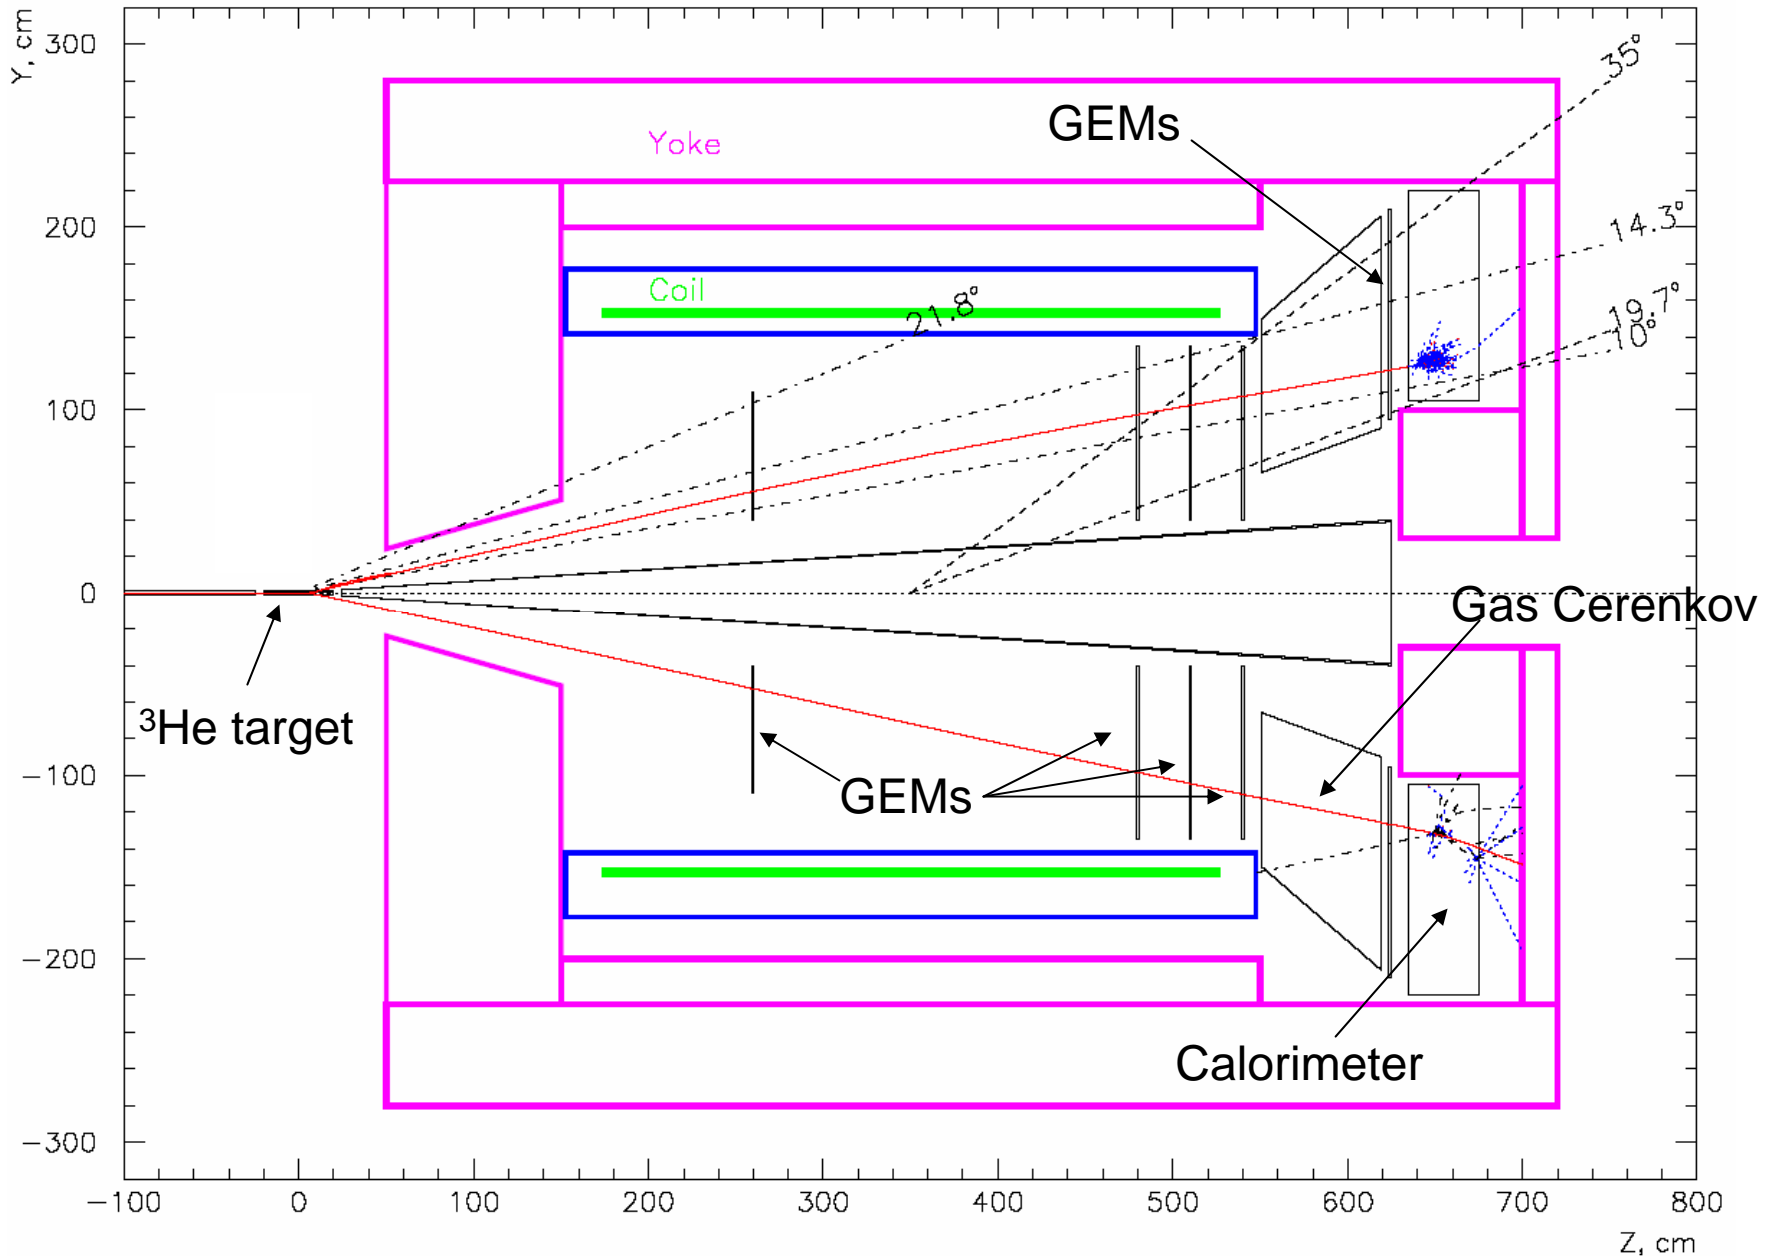 Y, cm
300
200
100
0
−100
−200
−300
35°
GEMs
Yoke
14.3°
Coil
21.8°
19.7°
10°
Gas Cerenkov
³He target
GEMs
Calorimeter
−100 0 100 200 300 400 500 600 700 800
Z, cm